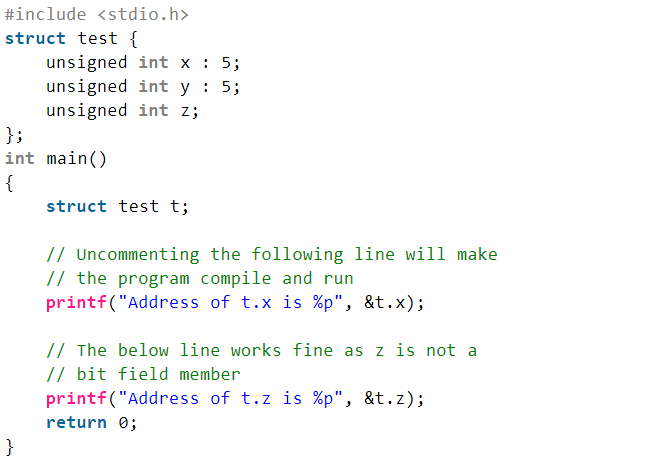 #include <stdio.h>
struct test {
    unsigned int x : 5;
    unsigned int y : 5;
    unsigned int z;
};
int main()
{
    struct test t;

    // Uncommenting the following line will make
    // the program compile and run
    printf("Address of t.x is %p", &t.x);

    // The below line works fine as z is not a
    // bit field member
    printf("Address of t.z is %p", &t.z);
    return 0;
}